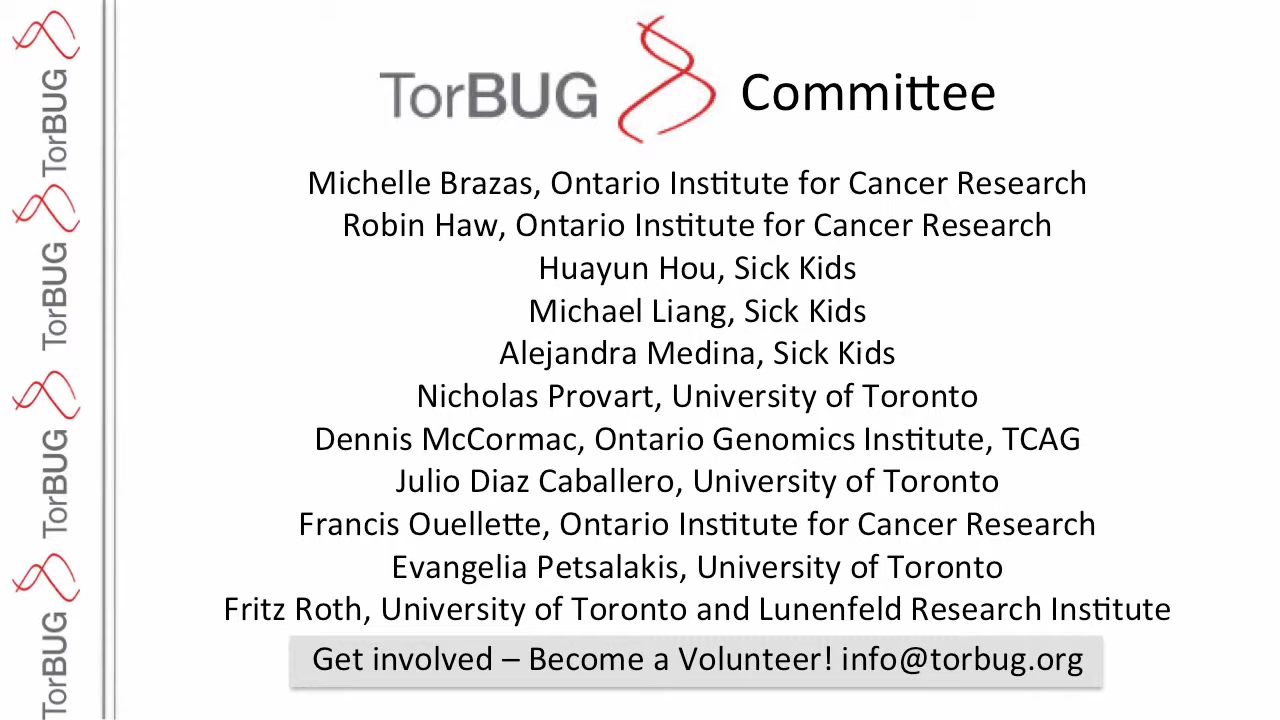 TorBUG Committee
Michelle Brazas, Ontario Institute for Cancer Research
Robin Haw, Ontario Institute for Cancer Research
Huayun Hou, Sick Kids
Michael Liang, Sick Kids
Alejandra Medina, Sick Kids
Nicholas Provart, University of Toronto
Dennis McCormac, Ontario Genomics Institute, TCAG
Julio Diaz Caballero, University of Toronto
Francis Ouellette, Ontario Institute for Cancer Research
Evangelia Petsalakis, University of Toronto
Fritz Roth, University of Toronto and Lunenfeld Research Institute
Get involved – Become a Volunteer! info@torbug.org
TorBUG
TorBUG
TorBUG
TorBUG